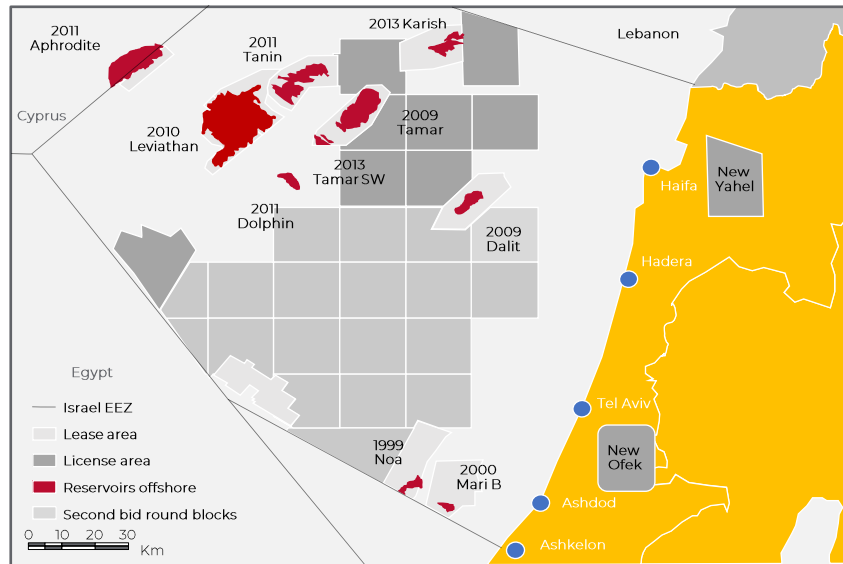 2011
Aphrodite
2011
Tanin
2013 Karish
Lebanon
Cyprus
2010
Leviathan
2009
Tamar
2013
Tamar SW
Haifa
New
Yahel
2011
Dolphin
2009
Dalit
Hadera
Egypt
Israel EEZ
Lease area
License area
Reservoirs offshore
Second bid round blocks
0 10 20 30
Km
1999
Noa
2000
Mari B
Tel Aviv
New
Ofek
Ashdod
Ashkelon